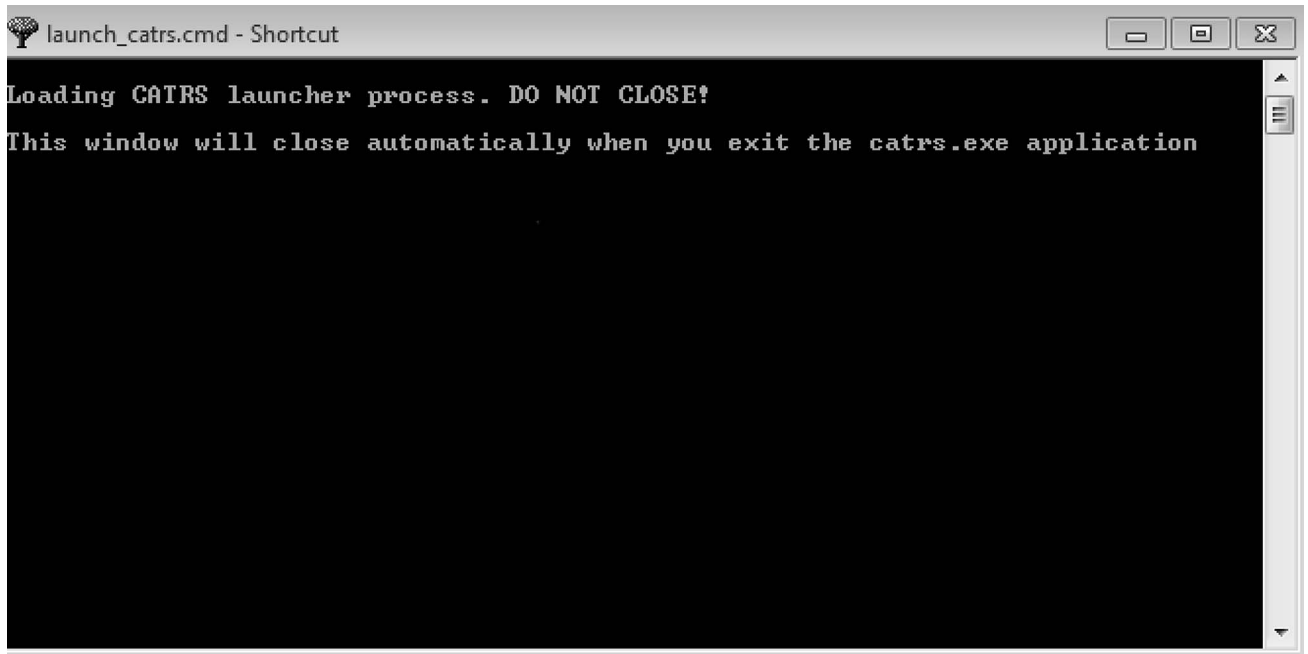 launch_catrs.cmd - Shortcut
Loading CATRS launcher process. DO NOT CLOSE!
This window will close automatically when you exit the catrs.exe application